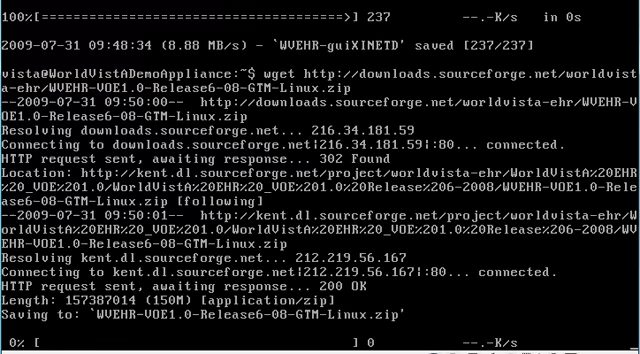 100%[======================================>] 237 --.-K/s in 0s
2009-07-31 09:48:34 (8.88 MB/s) - `WVEHR-guiXINETD' saved [237/237]
vista@WorldVistADemoAppliance:~$ wget http://downloads.sourceforge.net/worldvist
a-ehr/WVEHR-VOE1.0-Release6-08-GTM-Linux.zip
--2009-07-31 09:50:00-- http://downloads.sourceforge.net/worldvista-ehr/WVEHR-V
OE1.0-Release6-08-GTM-Linux.zip
Resolving downloads.sourceforge.net... 216.34.181.59
Connecting to downloads.sourceforge.net|216.34.181.59|:80... connected.
HTTP request sent, awaiting response... 302 Found
Location: http://kent.dl.sourceforge.net/project/worldvista-ehr/WorldVistA%20EHR
%20_VOE%201.0/WorldVistA%20EHR%20_VOE%201.0%20Release%206-2008/WVEHR-VOE1.0-Rele
ase6-08-GTM-Linux.zip [following]
--2009-07-31 09:50:01-- http://kent.dl.sourceforge.net/project/worldvista-ehr/W
orldVistA%20EHR%20_VOE%201.0/WorldVistA%20EHR%20_VOE%201.0%20Release%206-2008/WV
EHR-VOE1.0-Release6-08-GTM-Linux.zip
Resolving kent.dl.sourceforge.net... 212.219.56.167
Connecting to kent.dl.sourceforge.net|212.219.56.167|:80... connected.
HTTP request sent, awaiting response... 200 OK
Length: 157387014 (150M) [application/zip]
Saving to: `WVEHR-VOE1.0-Release6-08-GTM-Linux.zip'
0% [ ] 0 --.-K/s